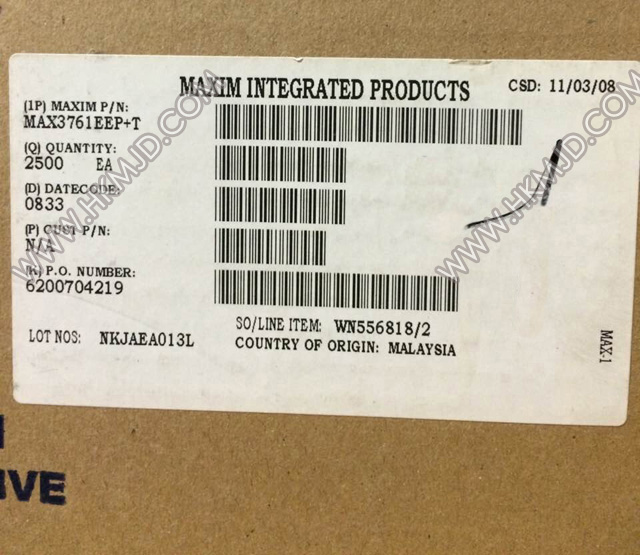 MAXIM INTEGRATED PRODUCTS
CSD: 11/03/08
(1P) MAXIM P/N:
MAX3761EEP+T
(Q) QUANTITY:
2500 EA
(D) DATECODE:
0833
(P) CUST P/N:
N/A
(K) P.O. NUMBER:
6200704219
SO/LINE ITEM: WN556818/2
LOT NOS: NKJAEA013L
COUNTRY OF ORIGIN: MALAYSIA
MAX-1
WWW.HKMJD.COM
WWW.HKMJD.COM